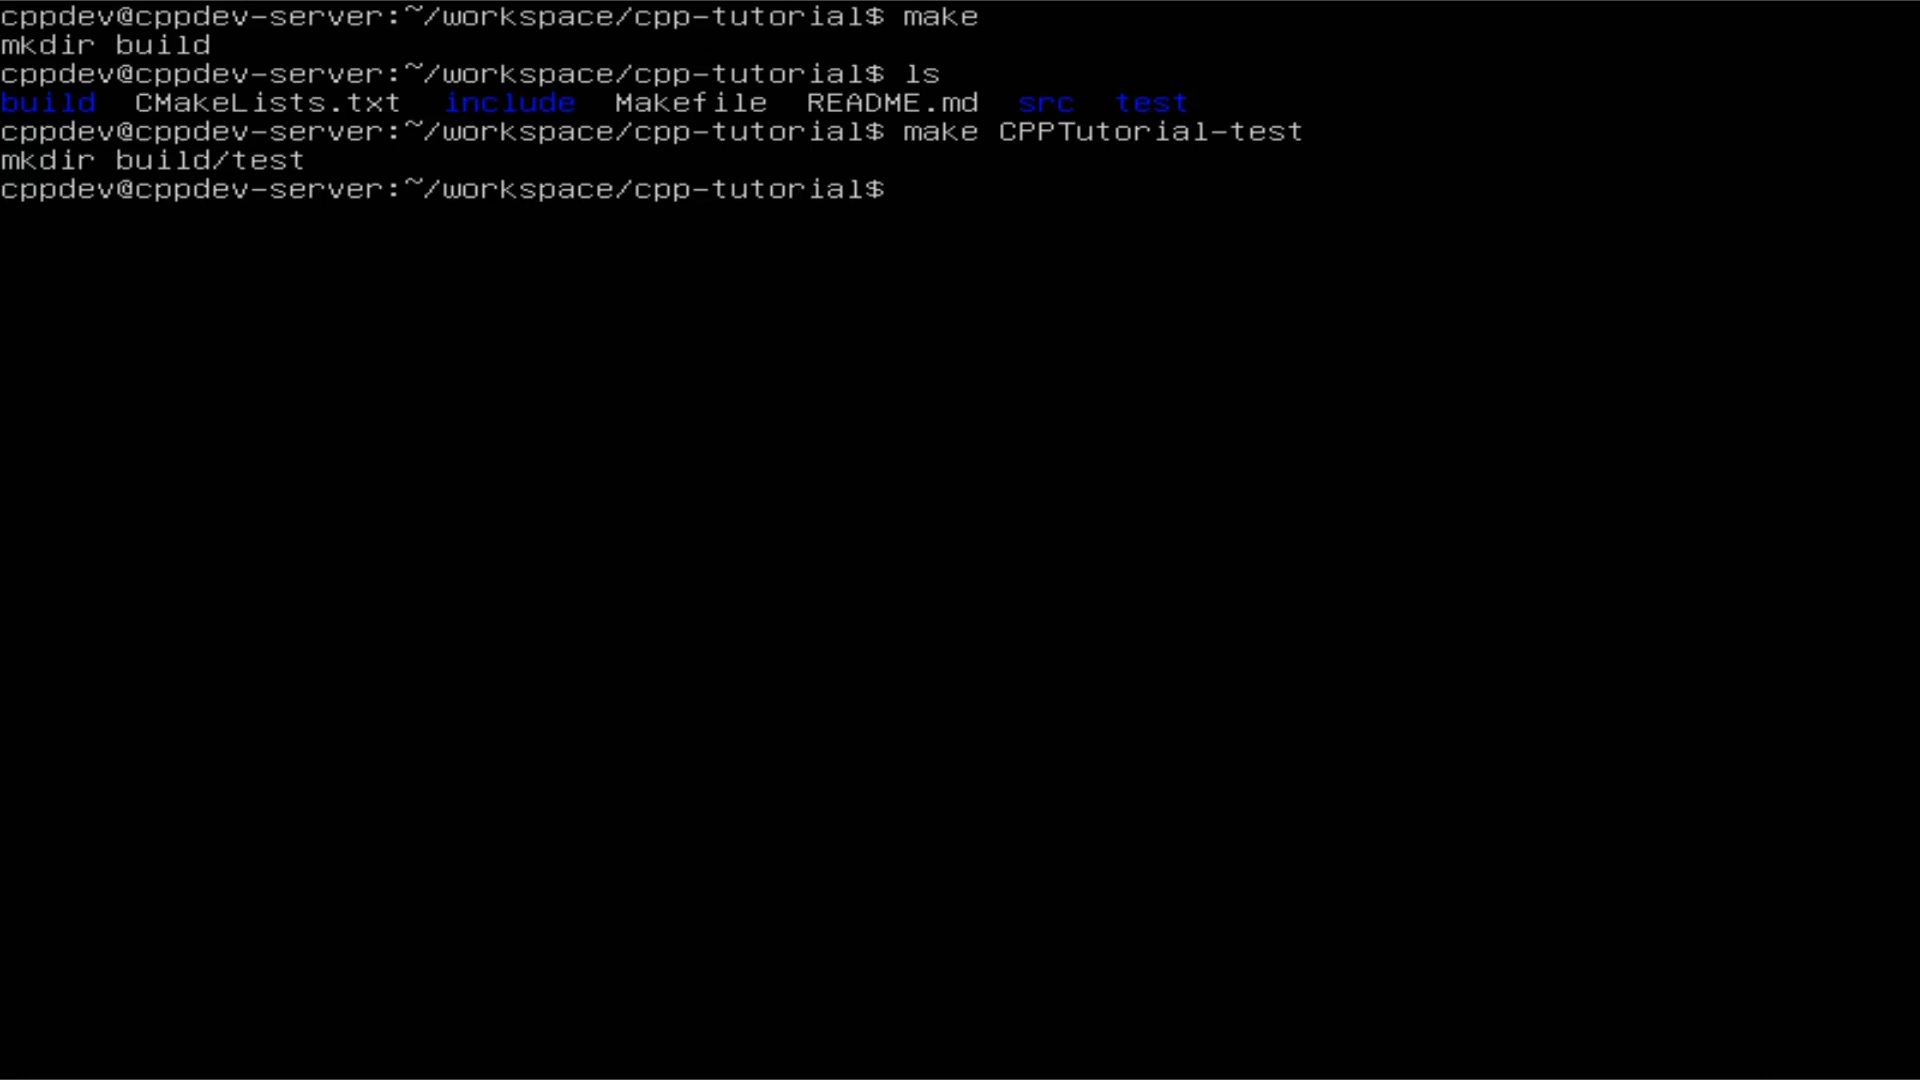 cppdev@cppdev-server:~/workspace/cpp-tutorial$ make
mkdir build
cppdev@cppdev-server:~/workspace/cpp-tutorial$ ls
build  CMakeLists.txt  include  Makefile  README.md  src  test
cppdev@cppdev-server:~/workspace/cpp-tutorial$ make CPPTutorial-test
mkdir build/test
cppdev@cppdev-server:~/workspace/cpp-tutorial$